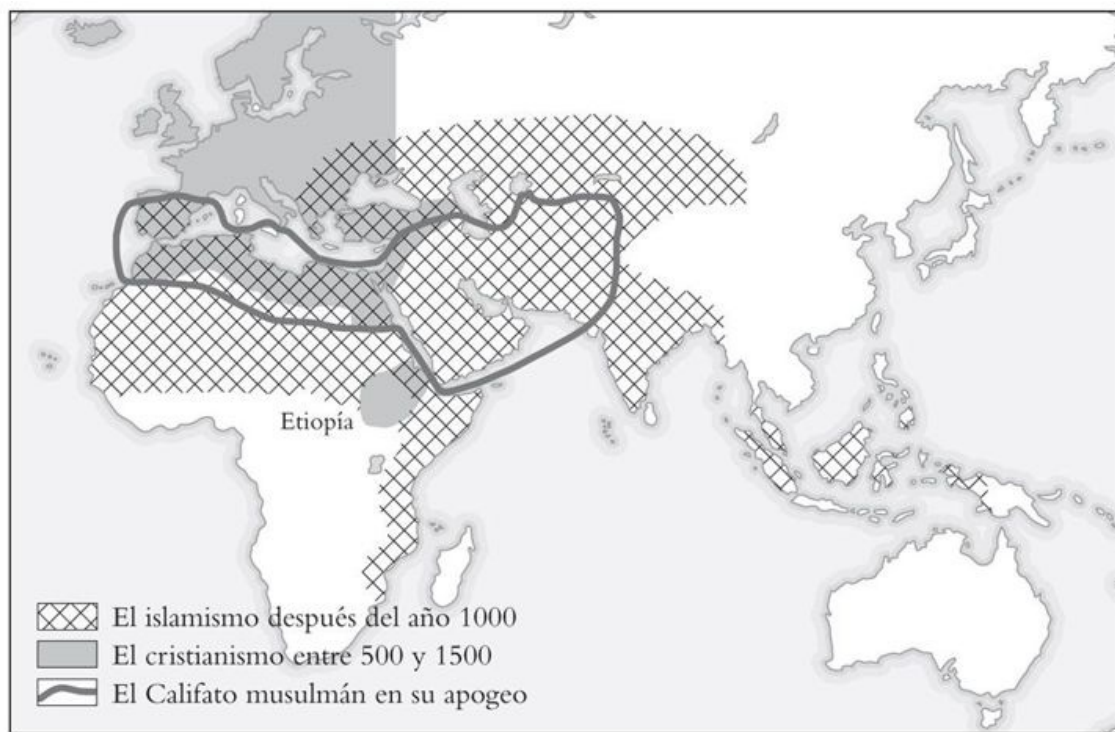 Etiopía
El islamismo después del año 1000
El cristianismo entre 500 y 1500
El Califato musulmán en su apogeo